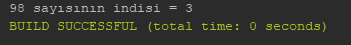 98 sayısının indisi = 3
BUILD SUCCESSFUL (total time: 0 seconds)